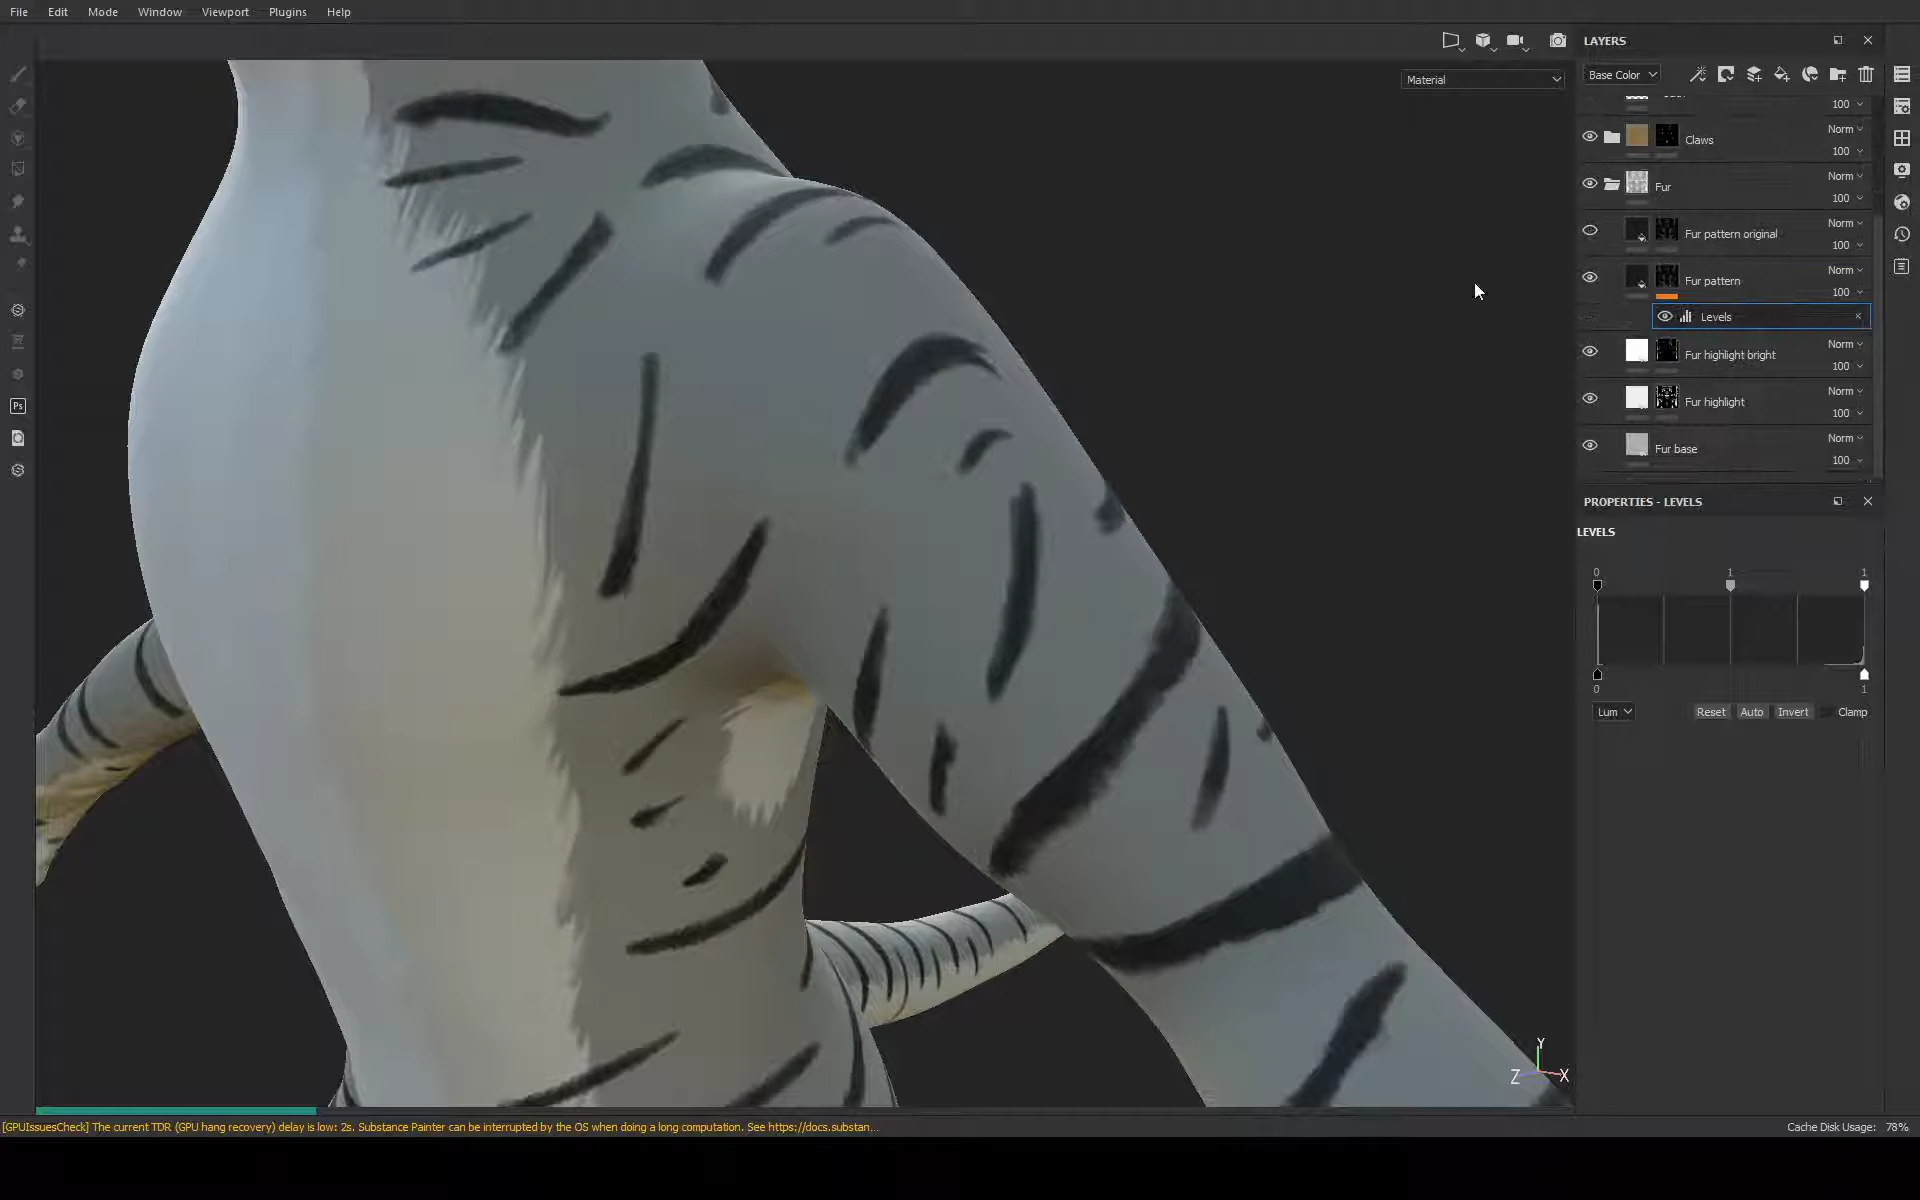 File Edit Mode Window Viewport Plugins Help
LAYERS
Material
Base Color
100
Claws
Norm
100
Fur
Norm
100
Fur pattern original
Norm
100
Fur pattern
Norm
100
Levels
Fur highlight bright
Norm
100
Fur highlight
Norm
100
Fur base
Norm
100
PROPERTIES - LEVELS
LEVELS
0 1 1
0 1
Lum Reset Auto Invert Clamp
Ps
Y
Z X
[GPUIssuesCheck] The current TDR (GPU hang recovery) delay is low: 2s. Substance Painter can be interrupted by the OS when doing a long computation. See https://docs.substan...
Cache Disk Usage: 78%